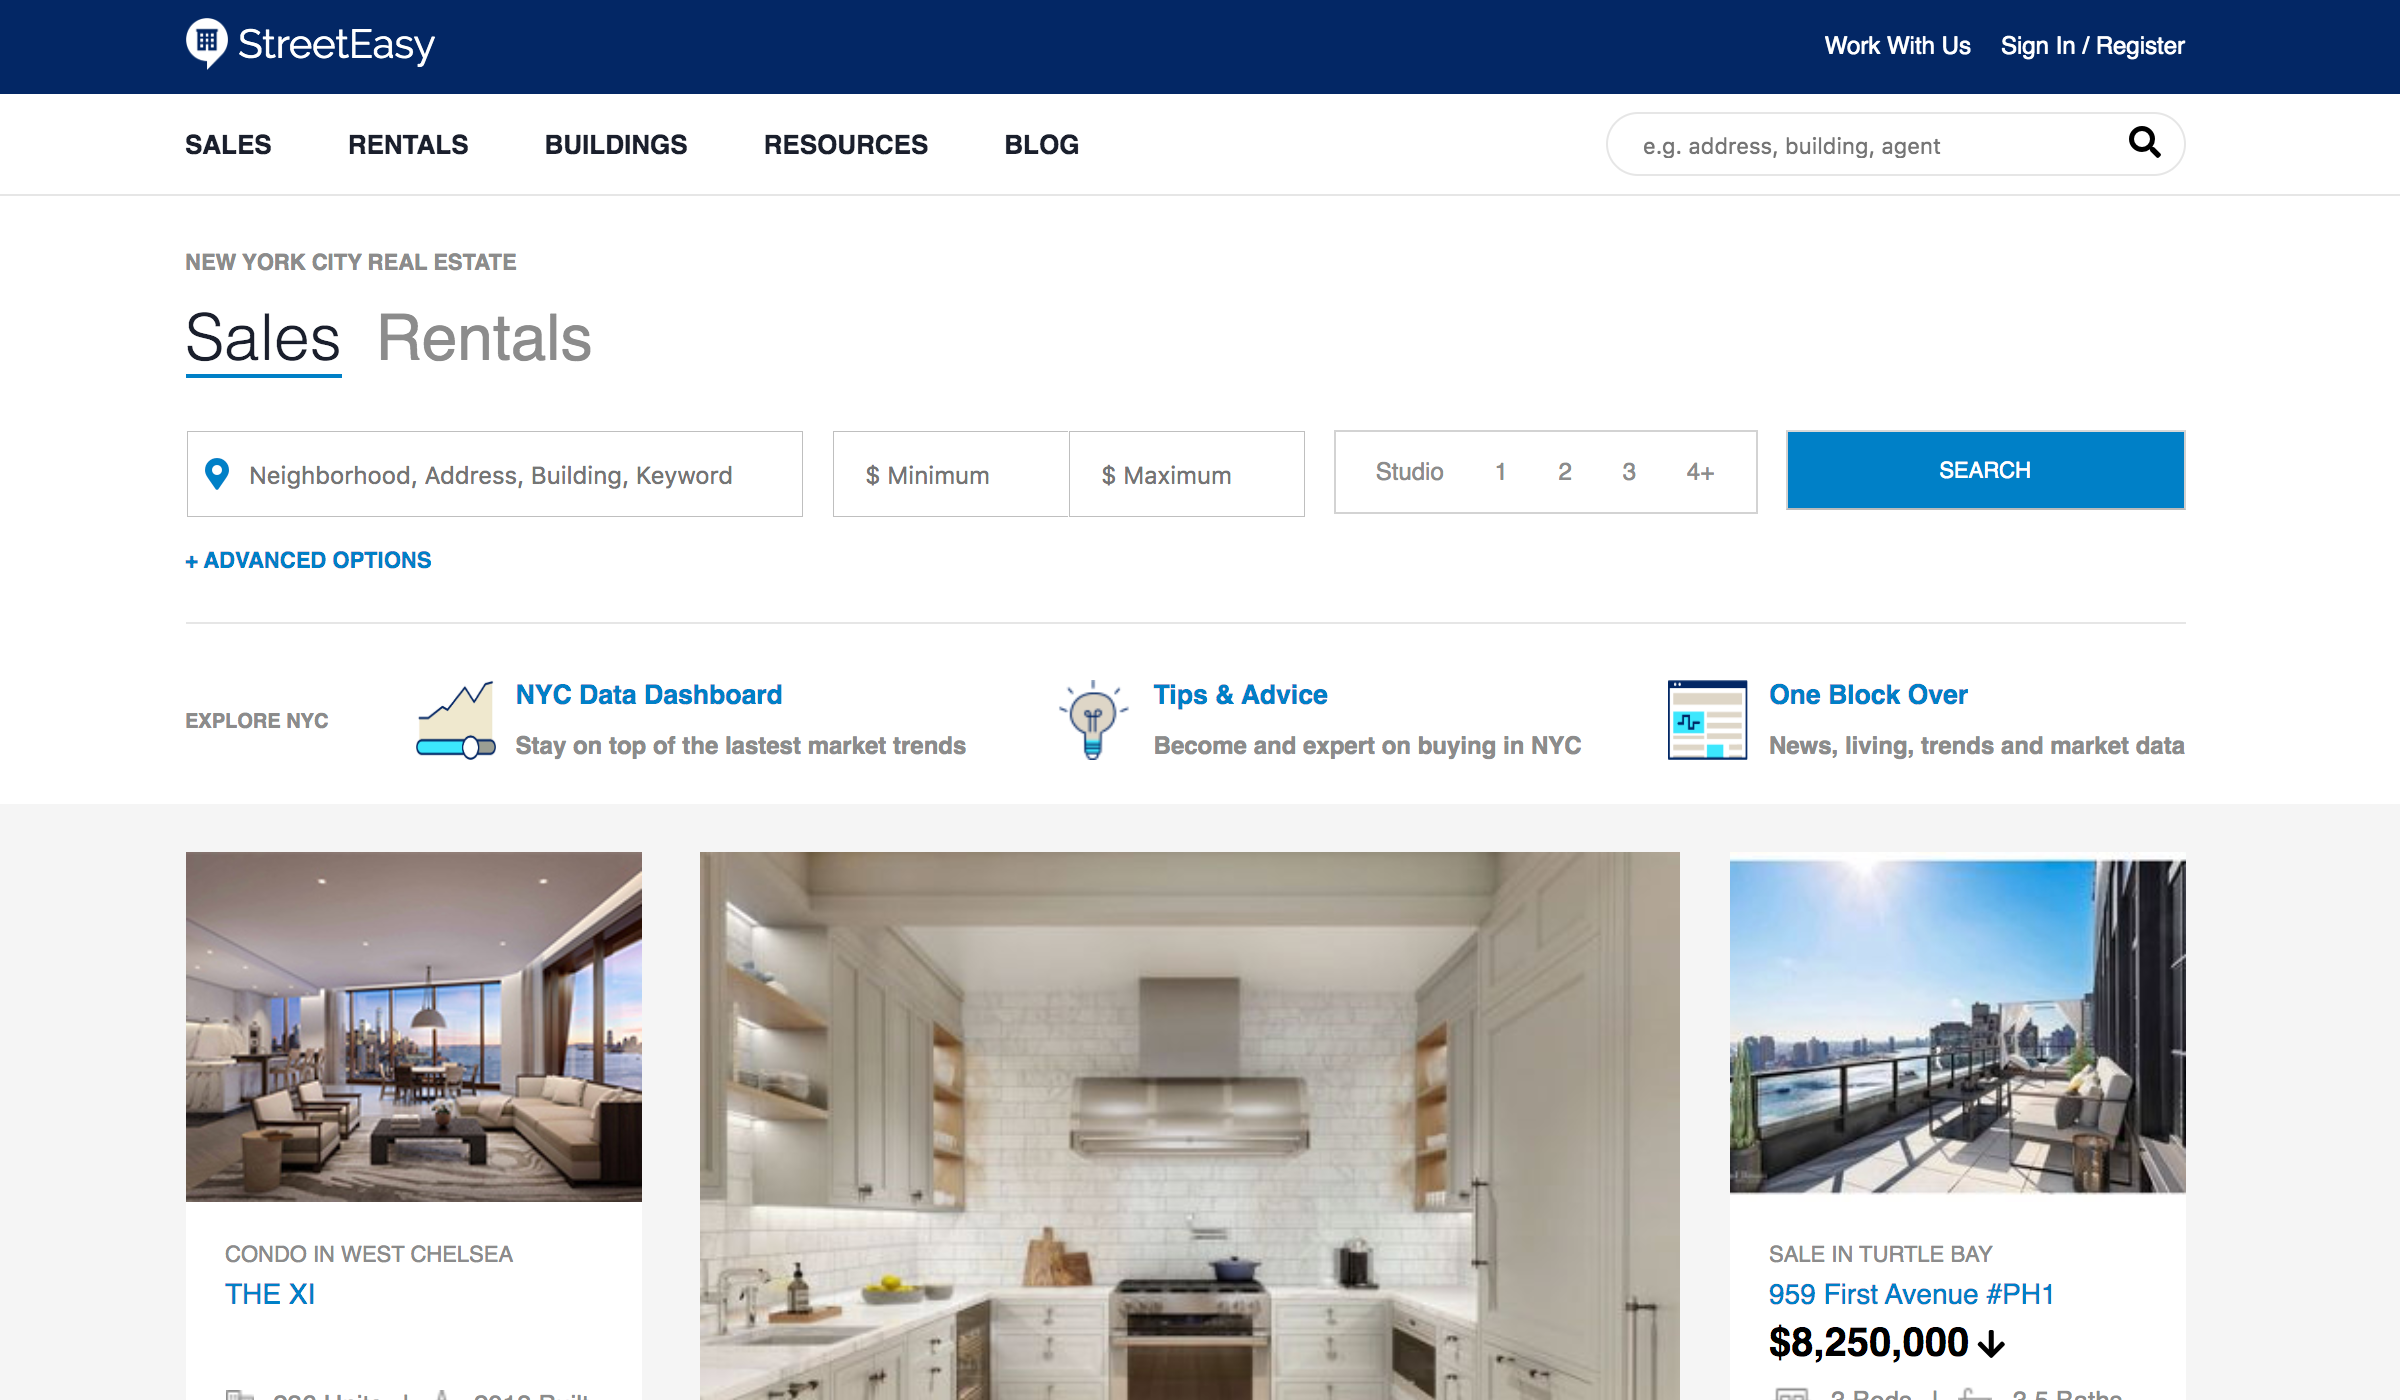 StreetEasy
Work With Us Sign In / Register
SALES RENTALS BUILDINGS RESOURCES BLOG
e.g. address, building, agent
NEW YORK CITY REAL ESTATE
Sales Rentals
Neighborhood, Address, Building, Keyword
$ Minimum $ Maximum
Studio 1 2 3 4+
SEARCH
+ ADVANCED OPTIONS
EXPLORE NYC
NYC Data Dashboard
Stay on top of the lastest market trends
Tips & Advice
Become and expert on buying in NYC
One Block Over
News, living, trends and market data
CONDO IN WEST CHELSEA
THE XI
SALE IN TURTLE BAY
959 First Avenue #PH1
$8,250,000